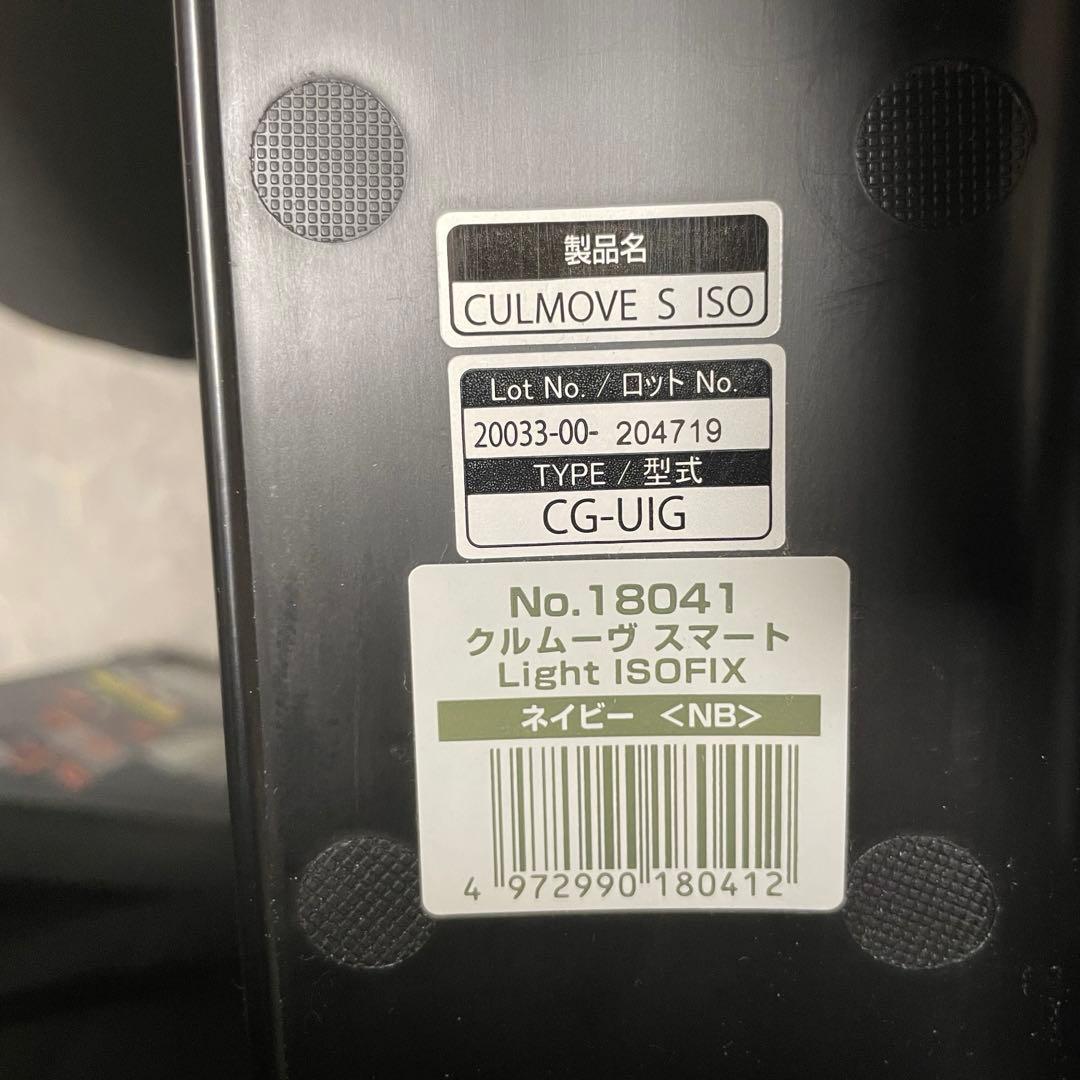 製品名
CULMOVE S ISO
Lot No. / ロット No.
20033-00- 204719
TYPE / 型式
CG-UIG
No.18041
クルムーヴ スマート
Light ISOFIX
ネイビー <NB>
4 972990 180412